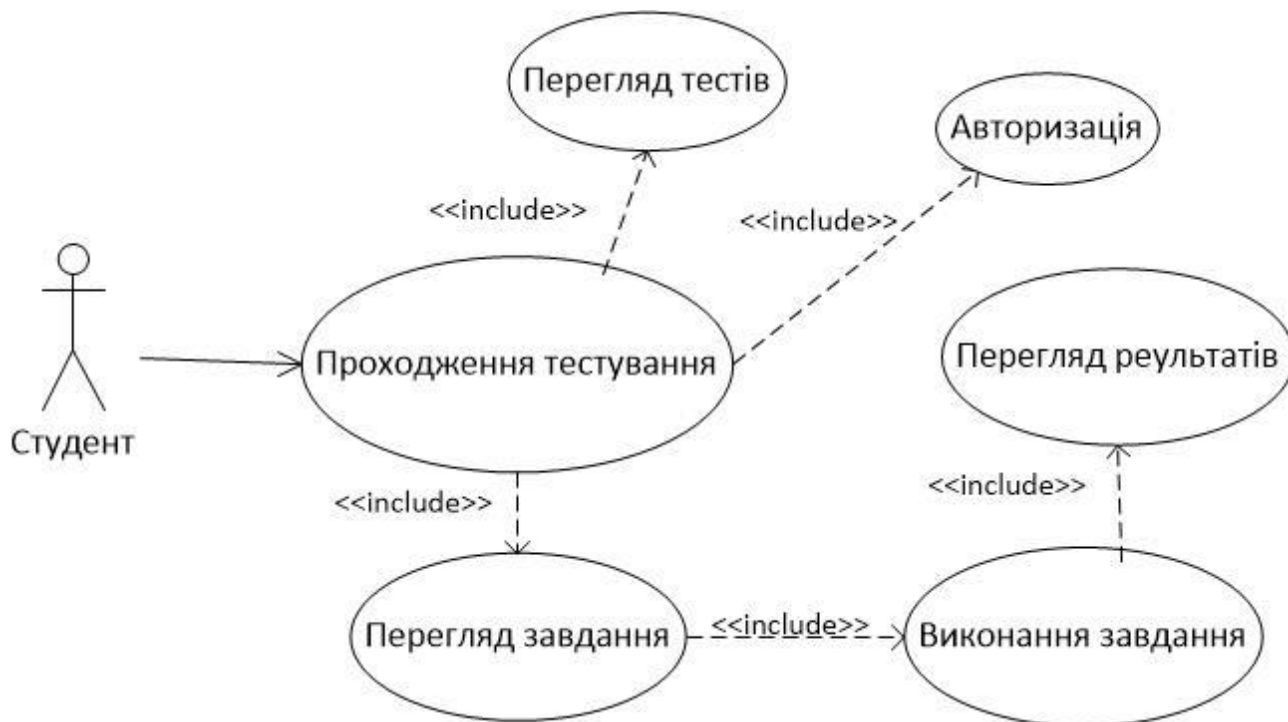 Перегляд тестів
Авторизація
<<include>>
<<include>>
Проходження тестування
Перегляд реультатів
Студент
<<include>>
<<include>>
Перегляд завдання
<<include>>
Виконання завдання